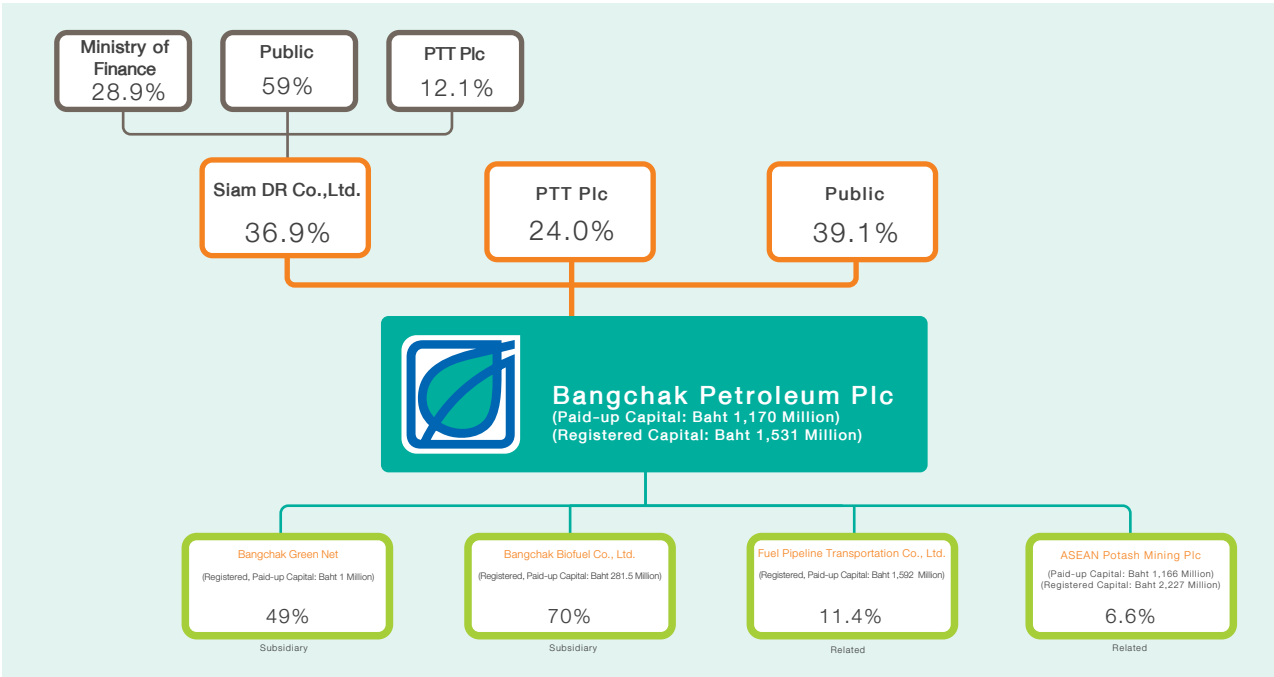 Ministry of
Finance
28.9%
Public
59%
PTT Plc
12.1%
Siam DR Co.,Ltd.
36.9%
PTT Plc
24.0%
Public
39.1%
Bangchak Petroleum Plc
(Paid-up Capital: Baht 1,170 Million)
(Registered Capital: Baht 1,531 Million)
Bangchak Green Net
(Registered, Paid-up Capital: Baht 1 Million)
49%
Subsidiary
Bangchak Biofuel Co., Ltd.
(Registered, Paid-up Capital: Baht 281.5 Million)
70%
Subsidiary
Fuel Pipeline Transportation Co., Ltd.
(Registered, Paid-up Capital: Baht 1,592 Million)
11.4%
Related
ASEAN Potash Mining Plc
(Paid-up Capital: Baht 1,166 Million)
(Registered Capital: Baht 2,227 Million)
6.6%
Related